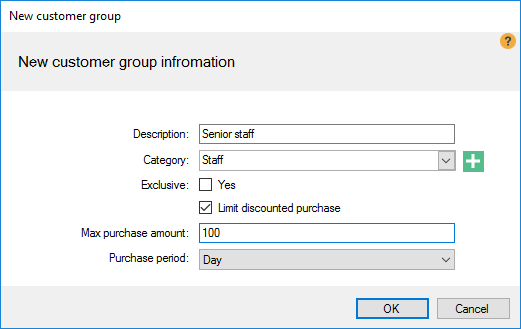 New customer group
?
New customer group infromation
Description: Senior staff
Category: Staff
Exclusive: Yes
Limit discounted purchase
Max purchase amount: 100
Purchase period: Day
OK Cancel